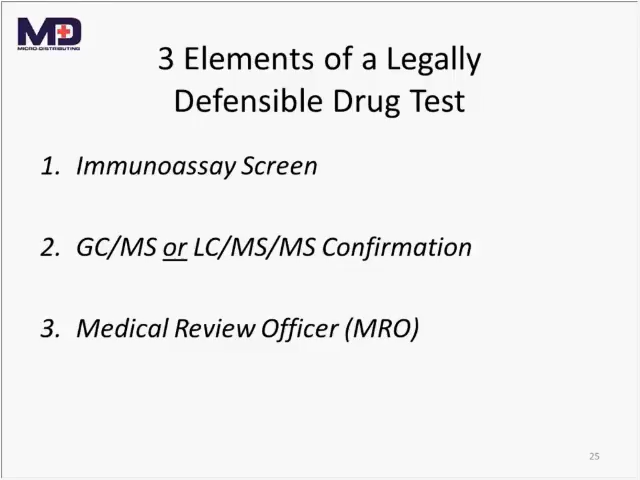 MD
MICRO-DISTRIBUTING
3 Elements of a Legally
Defensible Drug Test
1. Immunoassay Screen
2. GC/MS or LC/MS/MS Confirmation
3. Medical Review Officer (MRO)
25